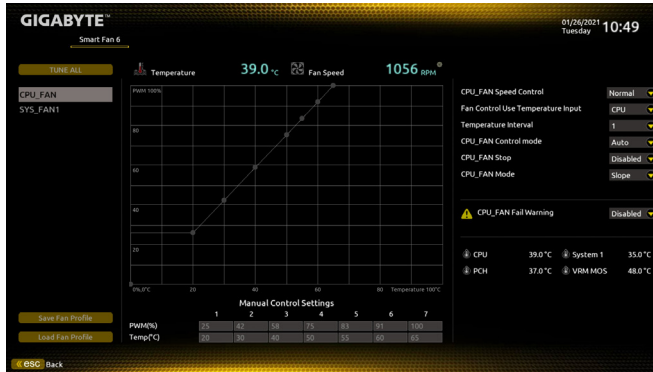 GIGABYTE™
Smart Fan 6
01/26/2021
Tuesday
10:49
TUNE ALL
Temperature 39.0 °C Fan Speed 1056 RPM
CPU_FAN
SYS_FAN1
PWM 100%
80
60
40
20
0%,0°C 20 40 60 80 Temperature 100°C
CPU_FAN Speed Control Normal
Fan Control Use Temperature Input CPU
Temperature Interval 1
CPU_FAN Control mode Auto
CPU_FAN Stop Disabled
CPU_FAN Mode Slope
CPU_FAN Fail Warning Disabled
CPU 39.0°C System 1 35.0°C
PCH 37.0°C VRM MOS 48.0°C
Manual Control Settings
1 2 3 4 5 6 7
PWM(%) 25 42 58 75 83 91 100
Temp(°C) 20 30 40 50 55 60 65
Save Fan Profile
Load Fan Profile
esc Back